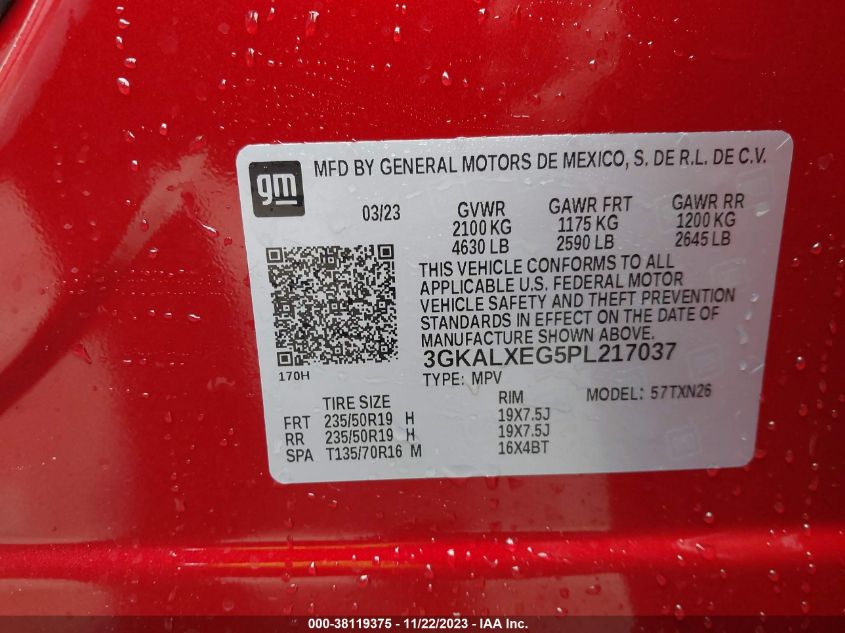 gm
MFD BY GENERAL MOTORS DE MEXICO, S. DE R.L. DE C.V.
03/23
GVWR GAWR FRT GAWR RR
2100 KG 1175 KG 1200 KG
4630 LB 2590 LB 2645 LB
THIS VEHICLE CONFORMS TO ALL
APPLICABLE U.S. FEDERAL MOTOR
VEHICLE SAFETY AND THEFT PREVENTION
STANDARDS IN EFFECT ON THE DATE OF
MANUFACTURE SHOWN ABOVE.
3GKALXEG5PL217037
170H
TYPE: MPV MODEL: 57TXN26
TIRE SIZE RIM
FRT 235/50R19 H 19X7.5J
RR 235/50R19 H 19X7.5J
SPA T135/70R16 M 16X4BT
000-38119375 - 11/22/2023 - IAA Inc.